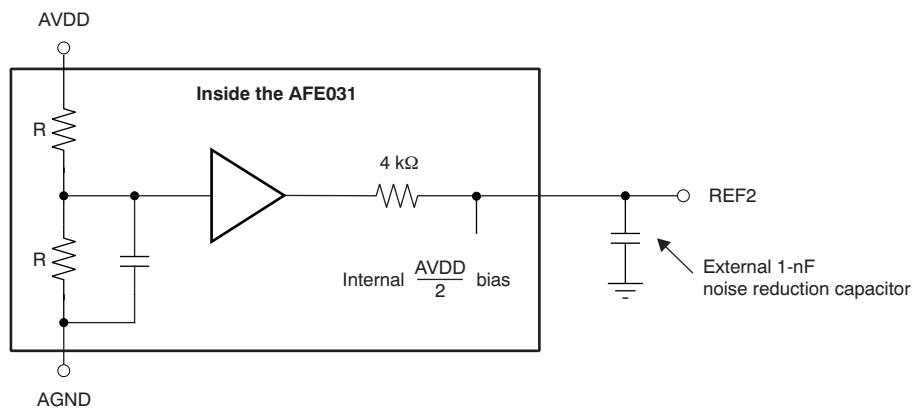 AVDD
Inside the AFE031
R
4 kΩ
REF2
R
Internal AVDD/2 bias
External 1-nF
noise reduction capacitor
AGND